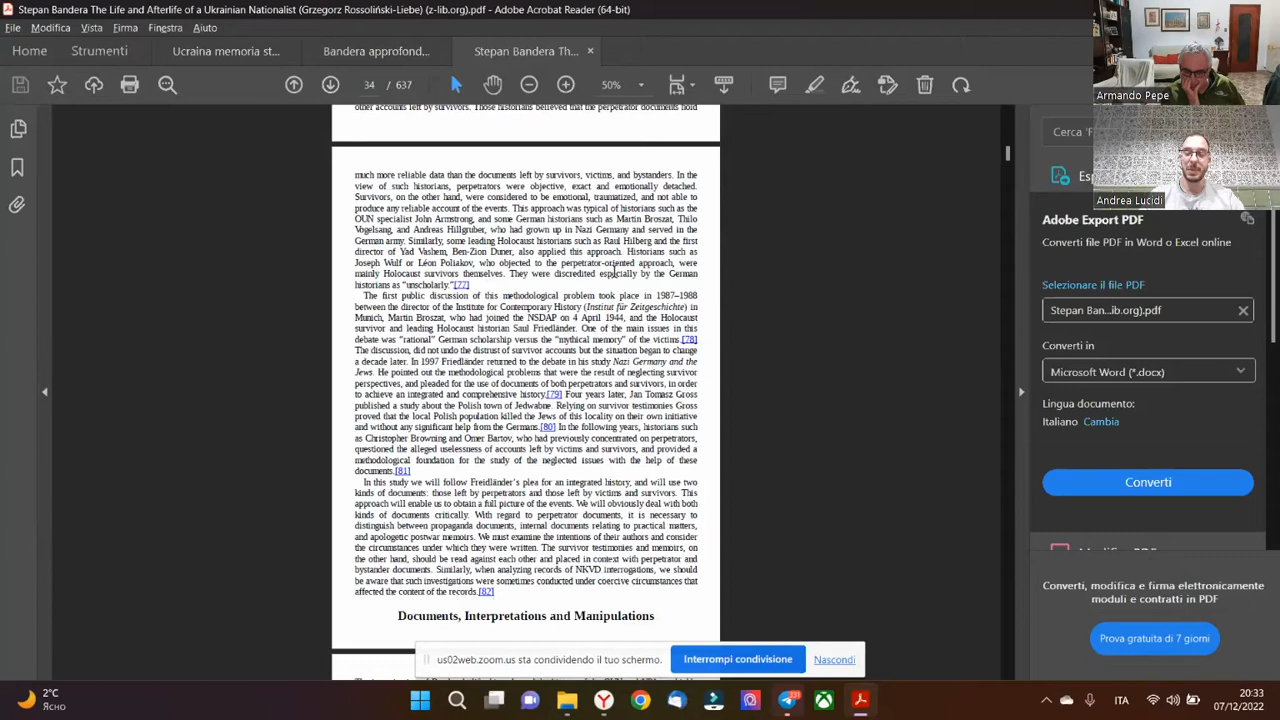 Stepan Bandera The Life and Afterlife of a Ukrainian Nationalist (Grzegorz Rossoliński-Liebe) (z-lib.org).pdf - Adobe Acrobat Reader (64-bit)
File Modifica Vista Firma Finestra Aiuto
Home Strumenti Ucraina memoria st... Bandera approfond... Stepan Bandera Th... ×
34 / 637 50%
other accounts left by survivors. Those historians believed that the perpetrator documents hold
much more reliable data than the documents left by survivors, victims, and bystanders. In the
view of such historians, perpetrators were objective, exact and emotionally detached.
Survivors, on the other hand, were considered to be emotional, traumatized, and not able to
produce any reliable account of the events. This approach was typical of historians such as the
OUN specialist John Armstrong, and some German historians such as Martin Broszat, Thilo
Vogelsang, and Andreas Hillgruber, who had grown up in Nazi Germany and served in the
German army. Similarly, some leading Holocaust historians such as Raul Hilberg and the first
director of Yad Vashem, Ben-Zion Duner, also applied this approach. Historians such as
Joseph Wulf or Léon Poliakov, who objected to the perpetrator-oriented approach, were
mainly Holocaust survivors themselves. They were discredited especially by the German
historians as “unscholarly.”[77]
The first public discussion of this methodological problem took place in 1987–1988
between the director of the Institute for Contemporary History (Institut für Zeitgeschichte) in
Munich, Martin Broszat, who had joined the NSDAP on 4 April 1944, and the Holocaust
survivor and leading Holocaust historian Saul Friedländer. One of the main issues in this
debate was “rational” German scholarship versus the “mythical memory” of the victims.[78]
The discussion, did not undo the distrust of survivor accounts but the situation began to change
a decade later. In 1997 Friedländer returned to the debate in his study Nazi Germany and the
Jews. He pointed out the methodological problems that were the result of neglecting survivor
perspectives, and pleaded for the use of documents of both perpetrators and survivors, in order
to achieve an integrated and comprehensive history.[79] Four years later, Jan Tomasz Gross
published a study about the Polish town of Jedwabne. Relying on survivor testimonies Gross
proved that the local Polish population killed the Jews of this locality on their own initiative
and without any significant help from the Germans.[80] In the following years, historians such
as Christopher Browning and Omer Bartov, who had previously concentrated on perpetrators,
questioned the alleged uselessness of accounts left by victims and survivors, and provided a
methodological foundation for the study of the neglected issues with the help of these
documents.[81]
In this study we will follow Freidländer’s plea for an integrated history, and will use two
kinds of documents: those left by perpetrators and those left by victims and survivors. This
approach will enable us to obtain a full picture of the events. We will obviously deal with both
kinds of documents critically. With regard to perpetrator documents, it is necessary to
distinguish between propaganda documents, internal documents relating to practical matters,
and apologetic postwar memoirs. We must examine the intentions of their authors and consider
the circumstances under which they were written. The survivor testimonies and memoirs, on
the other hand, should be read against each other and placed in context with perpetrator and
bystander documents. Similarly, when analyzing records of NKVD interrogations, we should
be aware that such investigations were sometimes conducted under coercive circumstances that
affected the content of the records.[82]
Documents, Interpretations and Manipulations
Armando Pepe
Andrea Lucidi
Cerca 'F
Esp
Adobe Export PDF
Converti file PDF in Word o Excel online
Selezionare il file PDF
Stepan Ban...ib.org).pdf
Converti in
Microsoft Word (*.docx)
Lingua documento:
Italiano Cambia
Converti
Converti, modifica e firma elettronicamente
moduli e contratti in PDF
Prova gratuita di 7 giorni
us02web.zoom.us sta condividendo il tuo schermo. Interrompi condivisione Nascondi
2°C
Ясно
ITA
20:33
07/12/2022